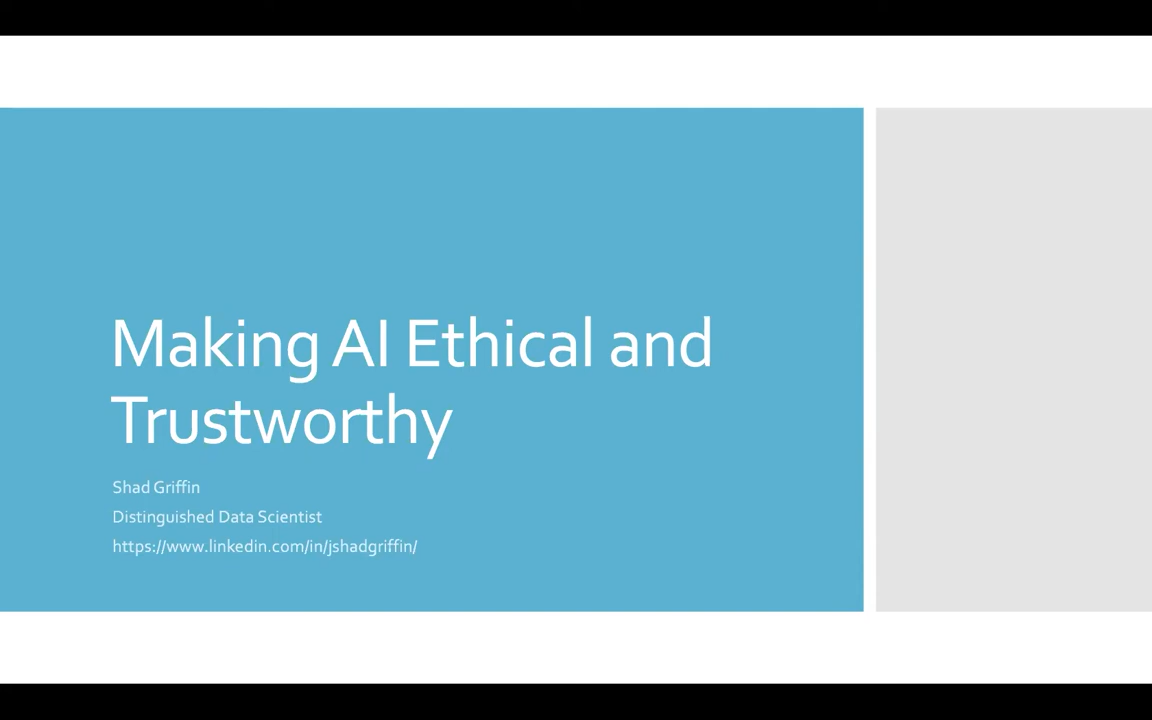 Making AI Ethical and
Trustworthy
Shad Griffin
Distinguished Data Scientist
https://www.linkedin.com/in/jshadgriffin/